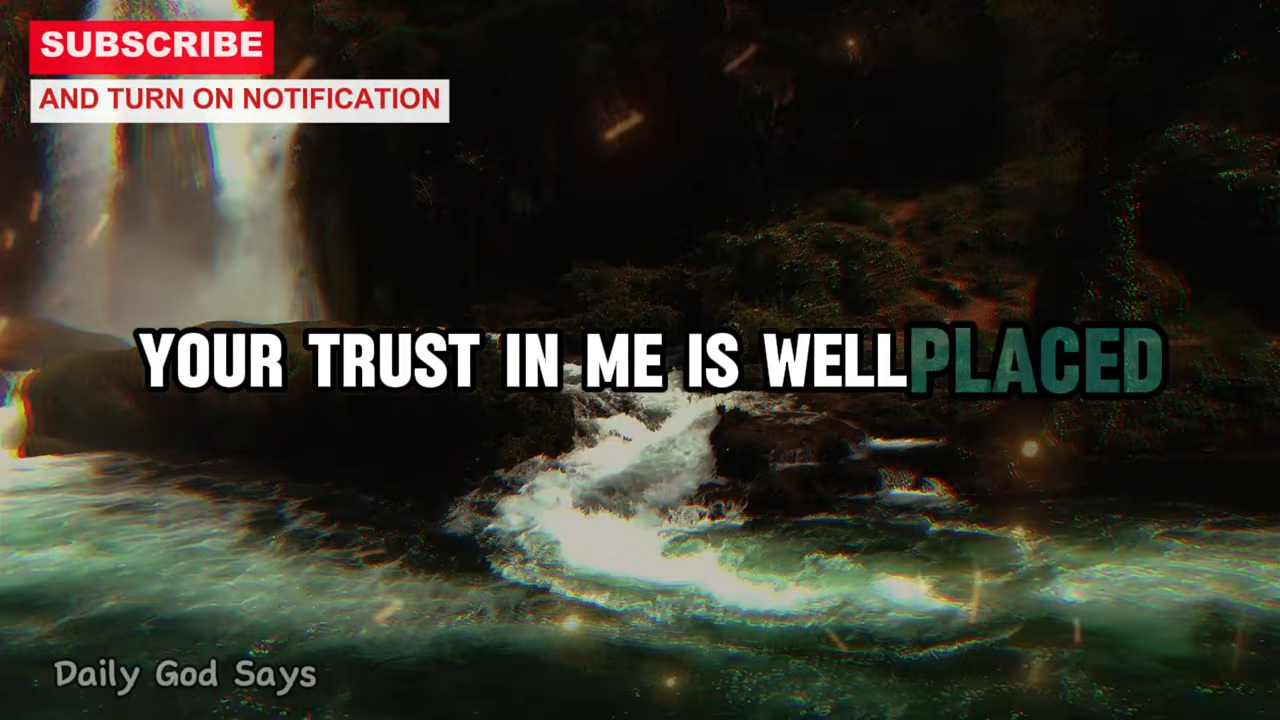 SUBSCRIBE
AND TURN ON NOTIFICATION
YOUR TRUST IN ME IS WELLPLACED
Daily God Says